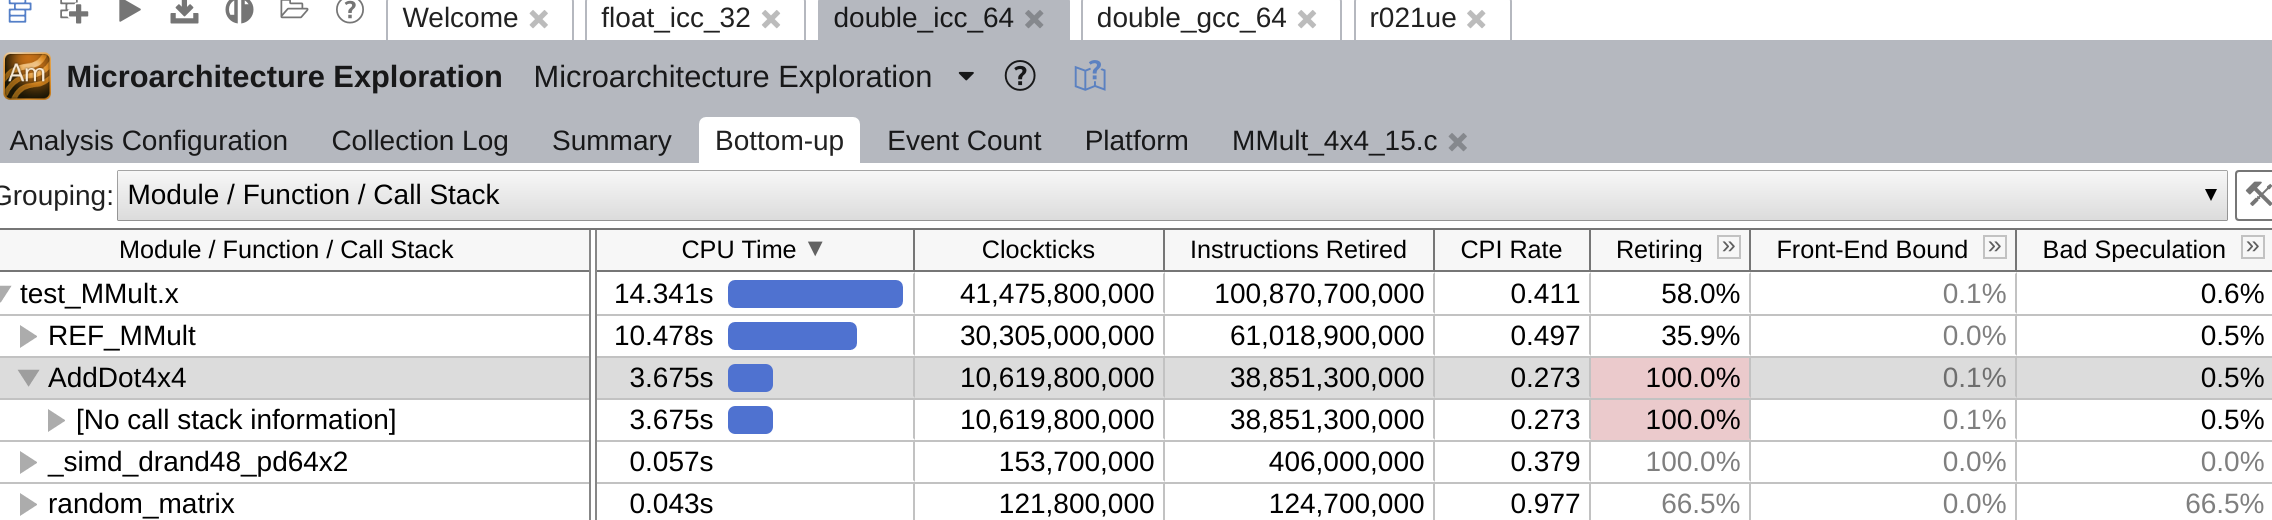 Welcome float_icc_32 double_icc_64 double_gcc_64 r021ue
Am Microarchitecture Exploration Microarchitecture Exploration ? ?
Analysis Configuration Collection Log Summary Bottom-up Event Count Platform MMult_4x4_15.c
Grouping: Module / Function / Call Stack
Module / Function / Call Stack CPU Time ▼ Clockticks Instructions Retired CPI Rate Retiring » Front-End Bound » Bad Speculation »
test_MMult.x 14.341s 41,475,800,000 100,870,700,000 0.411 58.0% 0.1% 0.6%
REF_MMult 10.478s 30,305,000,000 61,018,900,000 0.497 35.9% 0.0% 0.5%
AddDot4x4 3.675s 10,619,800,000 38,851,300,000 0.273 100.0% 0.1% 0.5%
[No call stack information] 3.675s 10,619,800,000 38,851,300,000 0.273 100.0% 0.1% 0.5%
_simd_drand48_pd64x2 0.057s 153,700,000 406,000,000 0.379 100.0% 0.0% 0.0%
random_matrix 0.043s 121,800,000 124,700,000 0.977 66.5% 0.0% 66.5%